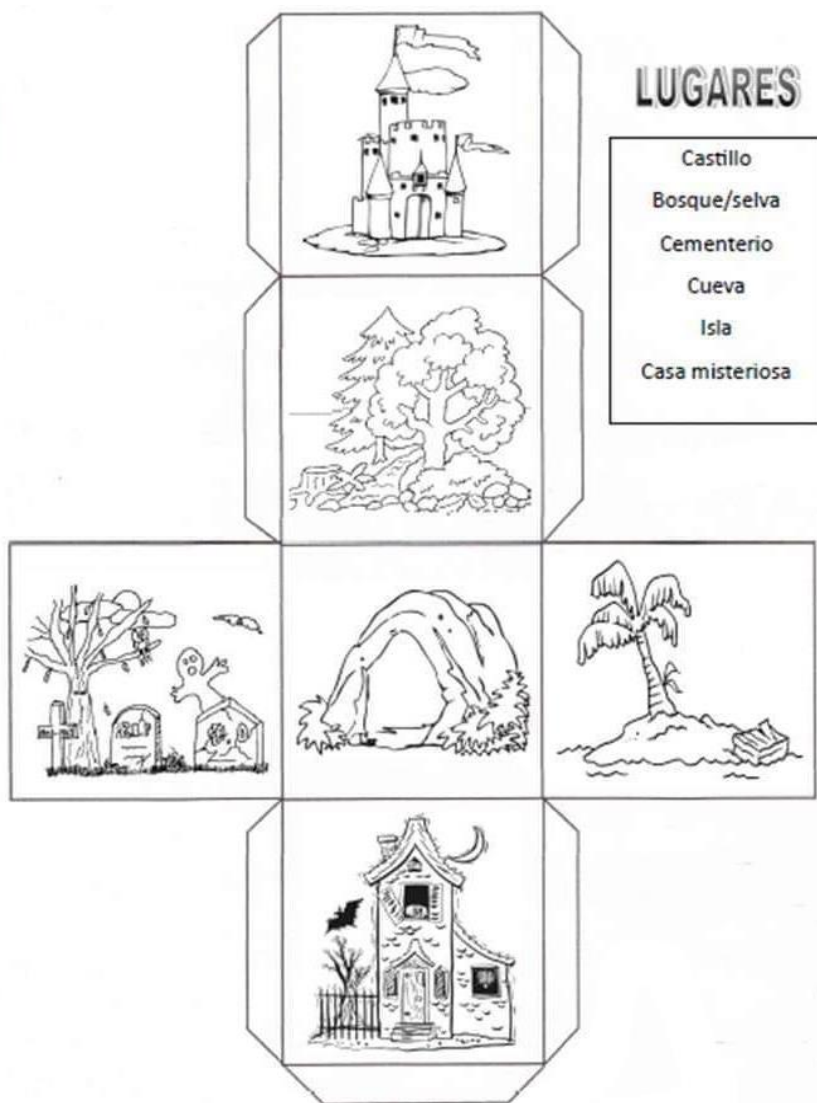 LUGARES
Castillo
Bosque/selva
Cementerio
Cueva
Isla
Casa misteriosa